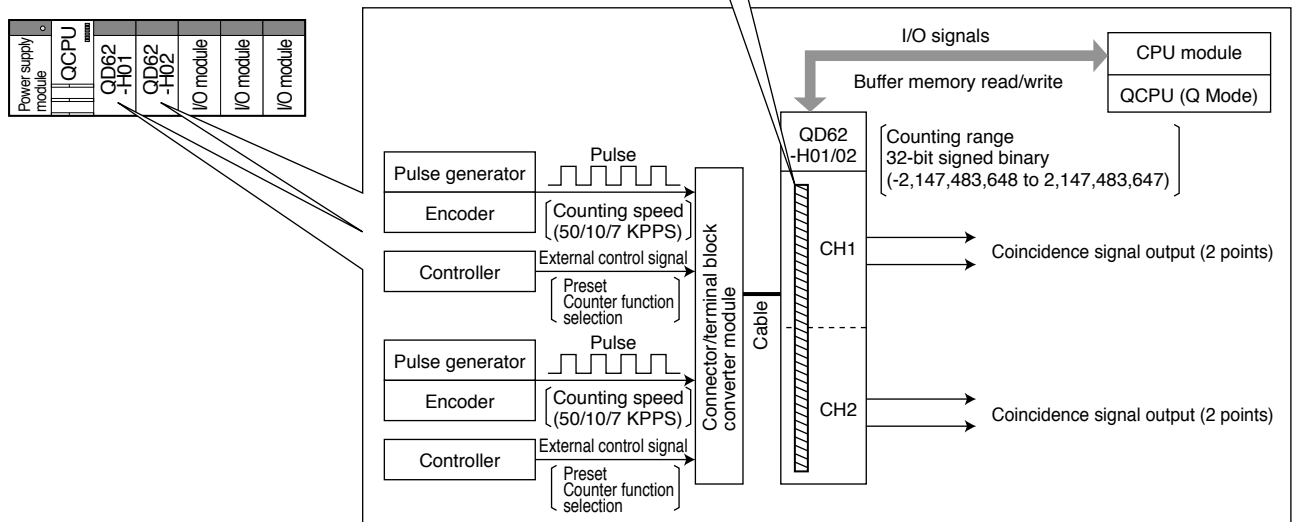 Power supply
module
QCPU
QD62
-H01
QD62
-H02
I/O module
I/O module
I/O module
I/O signals
Buffer memory read/write
CPU module
QCPU (Q Mode)
QD62
-H01/02
Counting range
32-bit signed binary
(-2,147,483,648 to 2,147,483,647)
Pulse generator
Encoder
Pulse
Counting speed
(50/10/7 KPPS)
Controller
External control signal
Preset
Counter function
selection
Pulse generator
Encoder
Pulse
Counting speed
(50/10/7 KPPS)
Controller
External control signal
Preset
Counter function
selection
Connector/terminal block
converter module
Cable
CH1
Coincidence signal output (2 points)
CH2
Coincidence signal output (2 points)